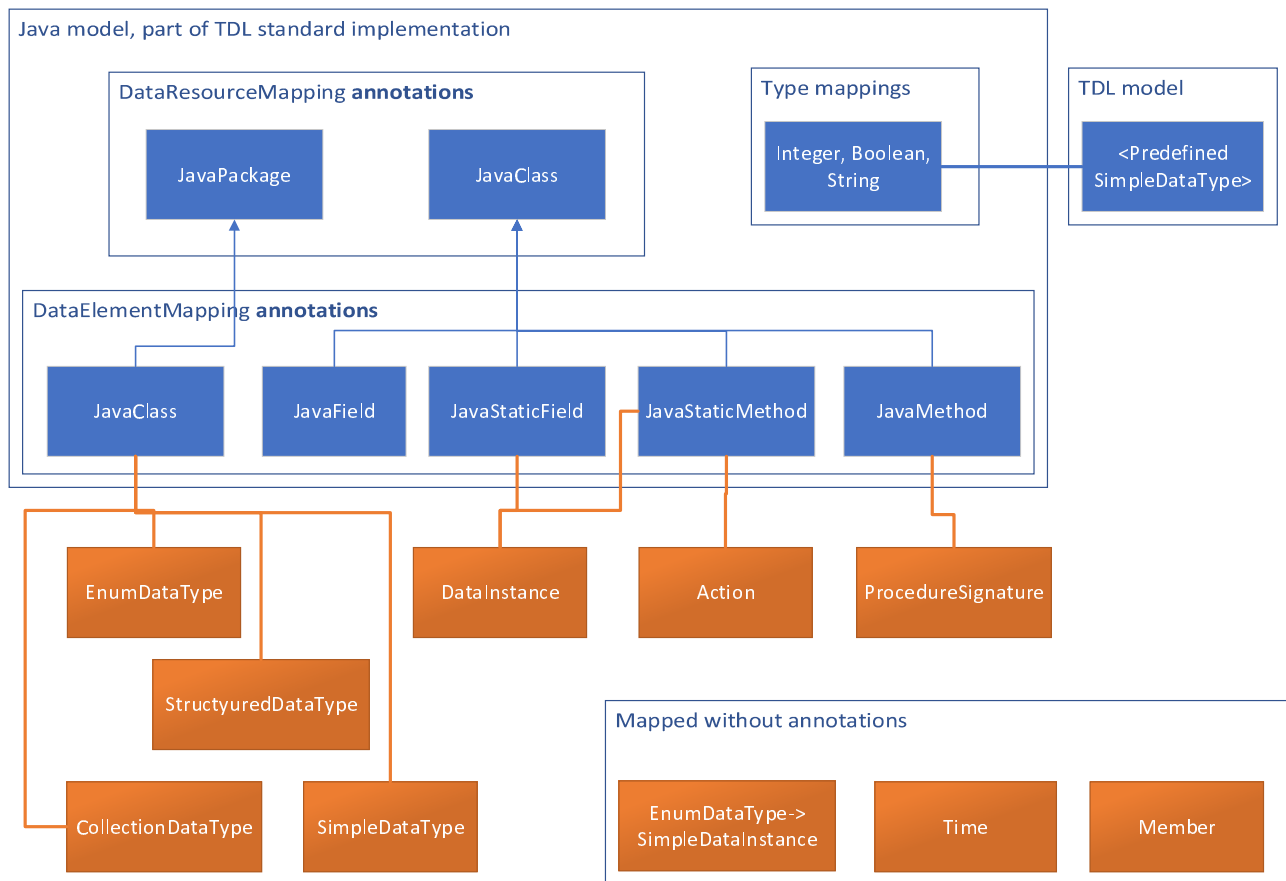 Java model, part of TDL standard implementation
DataResourceMapping annotations
Type mappings
TDL model
JavaPackage
JavaClass
Integer, Boolean,
String
<Predefined
SimpleDataType>
DataElementMapping annotations
JavaClass
JavaField
JavaStaticField
JavaStaticMethod
JavaMethod
EnumDataType
DataInstance
Action
ProcedureSignature
StructyuredDataType
Mapped without annotations
CollectionDataType
SimpleDataType
EnumDataType->
SimpleDataInstance
Time
Member